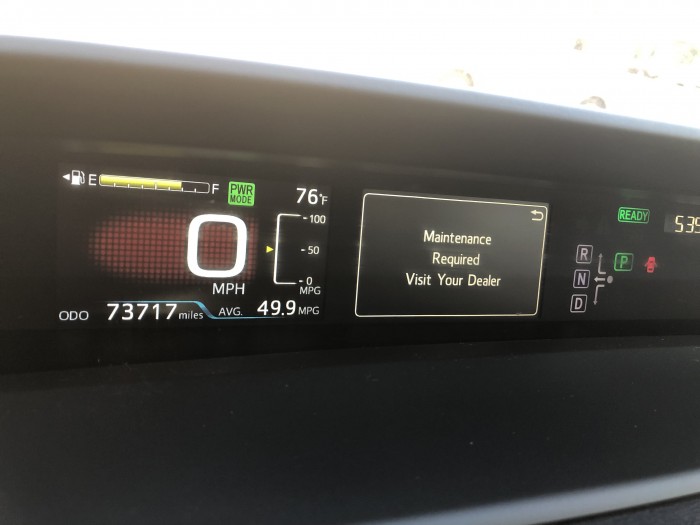 E F
PWR
MODE
76°F
100
50
0
MPG
0
MPH
ODO 73717 miles AVG. 49.9 MPG
Maintenance
Required
Visit Your Dealer
READY
R
N
D
P